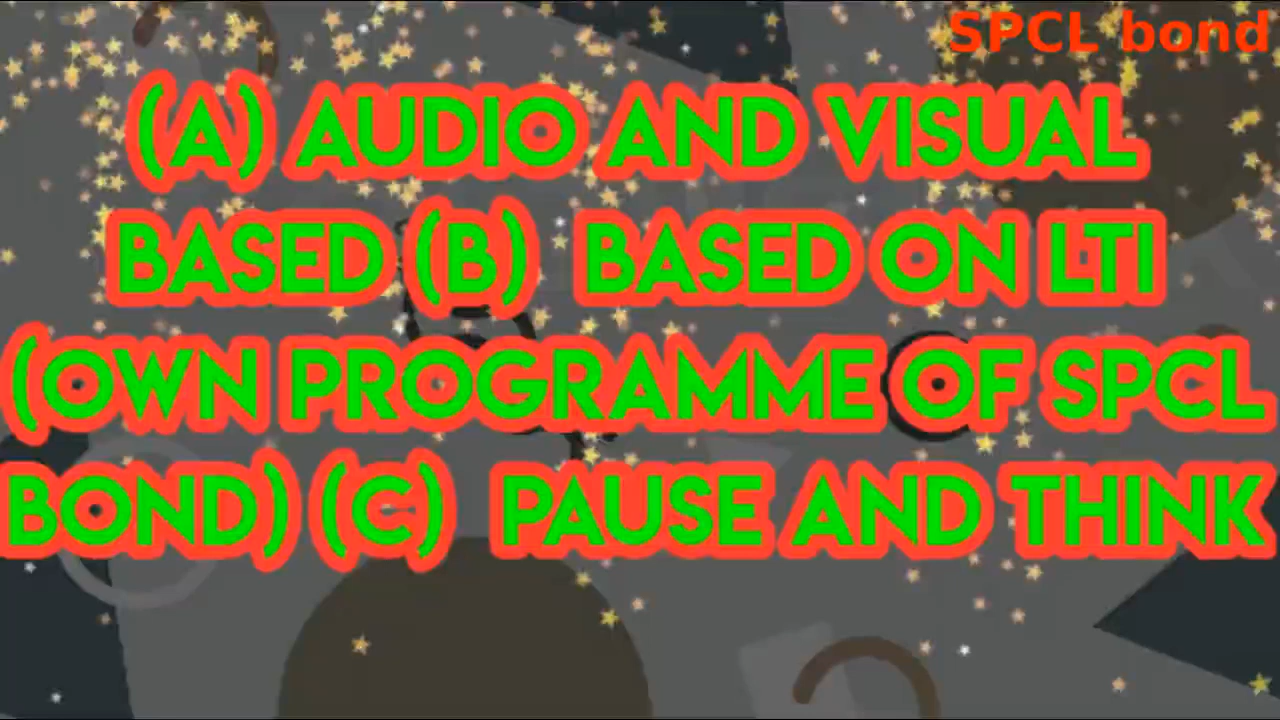 SPCL bond
(A) AUDIO AND VISUAL
BASED (B) BASED ON LTI
(OWN PROGRAMME OF SPCL
BOND) (C) PAUSE AND THINK